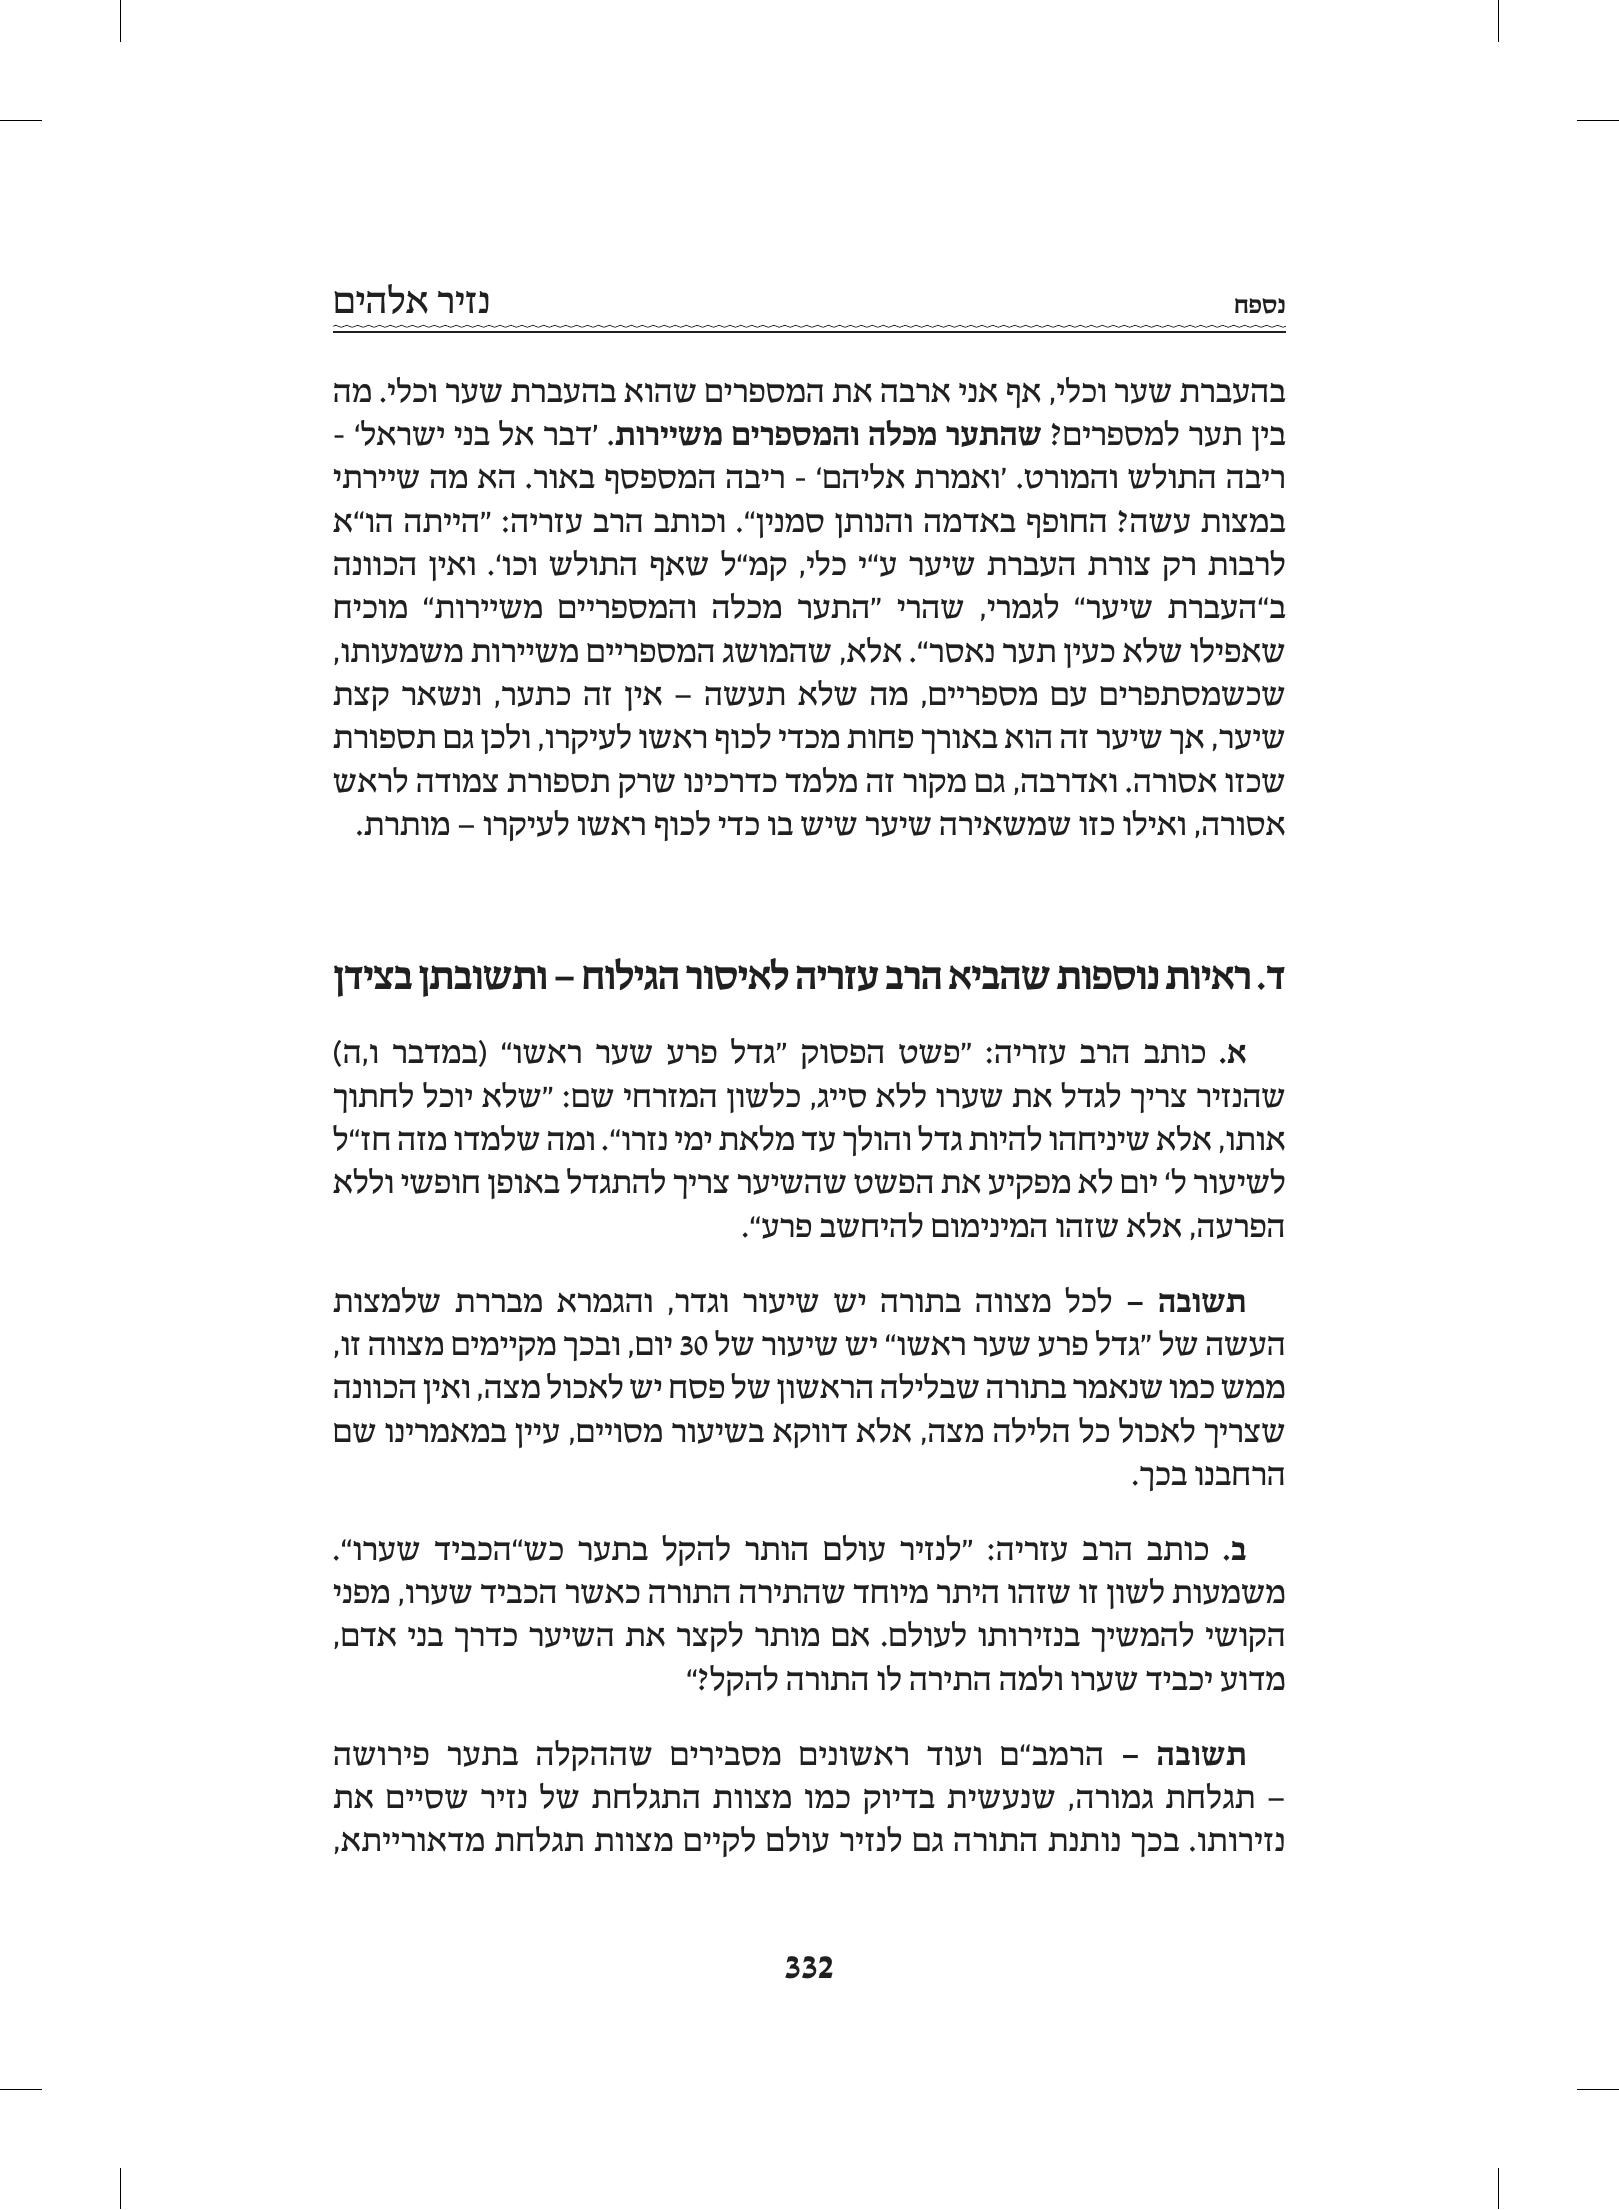 נספח
נזיר אלהים
בהעברת שער וכלי, אף אני ארבה את המספרים שהוא בהעברת שער וכלי. מה
בין תער למספרים? שהתער מכלה והמספרים משיירות. ’דבר אל בני ישראל‘ -
ריבה התולש והמורט. ’ואמרת אליהם‘ - ריבה המספסף באור. הא מה שיירתי
במצות עשה? החופף באדמה והנותן סמנין“. וכותב הרב עזריה: ”הייתה הו“א
לרבות רק צורת העברת שיער ע“י כלי, קמ“ל שאף התולש וכו‘. ואין הכוונה
ב“העברת שיער“ לגמרי, שהרי ”התער מכלה והמספריים משיירות“ מוכיח
שאפילו שלא כעין תער נאסר“. אלא, שהמושג המספריים משיירות משמעותו,
שכשמסתפרים עם מספריים, מה שלא תעשה – אין זה כתער, ונשאר קצת
שיער, אך שיער זה הוא באורך פחות מכדי לכוף ראשו לעיקרו, ולכן גם תספורת
שכזו אסורה. ואדרבה, גם מקור זה מלמד כדרכינו שרק תספורת צמודה לראש
אסורה, ואילו כזו שמשאירה שיער שיש בו כדי לכוף ראשו לעיקרו – מותרת.
ד. ראיות נוספות שהביא הרב עזריה לאיסור הגילוח – ותשובתן בצידן
א. כותב הרב עזריה: ”פשט הפסוק ”גדל פרע שער ראשו“ (במדבר ו,ה)
שהנזיר צריך לגדל את שערו ללא סייג, כלשון המזרחי שם: ”שלא יוכל לחתוך
אותו, אלא שיניחהו להיות גדל והולך עד מלאת ימי נזרו“. ומה שלמדו מזה חז“ל
לשיעור ל‘ יום לא מפקיע את הפשט שהשיער צריך להתגדל באופן חופשי וללא
הפרעה, אלא שזהו המינימום להיחשב פרע“.
תשובה – לכל מצווה בתורה יש שיעור וגדר, והגמרא מבררת שלמצות
העשה של ”גדל פרע שער ראשו“ יש שיעור של 30 יום, ובכך מקיימים מצווה זו,
ממש כמו שנאמר בתורה שבלילה הראשון של פסח יש לאכול מצה, ואין הכוונה
שצריך לאכול כל הלילה מצה, אלא דווקא בשיעור מסויים, עיין במאמרינו שם
הרחבנו בכך.
ב. כותב הרב עזריה: ”לנזיר עולם הותר להקל בתער כש“הכביד שערו“.
משמעות לשון זו שזהו היתר מיוחד שהתירה התורה כאשר הכביד שערו, מפני
הקושי להמשיך בנזירותו לעולם. אם מותר לקצר את השיער כדרך בני אדם,
מדוע יכביד שערו ולמה התירה לו התורה להקל?“
תשובה – הרמב“ם ועוד ראשונים מסבירים שההקלה בתער פירושה
– תגלחת גמורה, שנעשית בדיוק כמו מצוות התגלחת של נזיר שסיים את
נזירותו. בכך נותנת התורה גם לנזיר עולם לקיים מצוות תגלחת מדאורייתא,
332